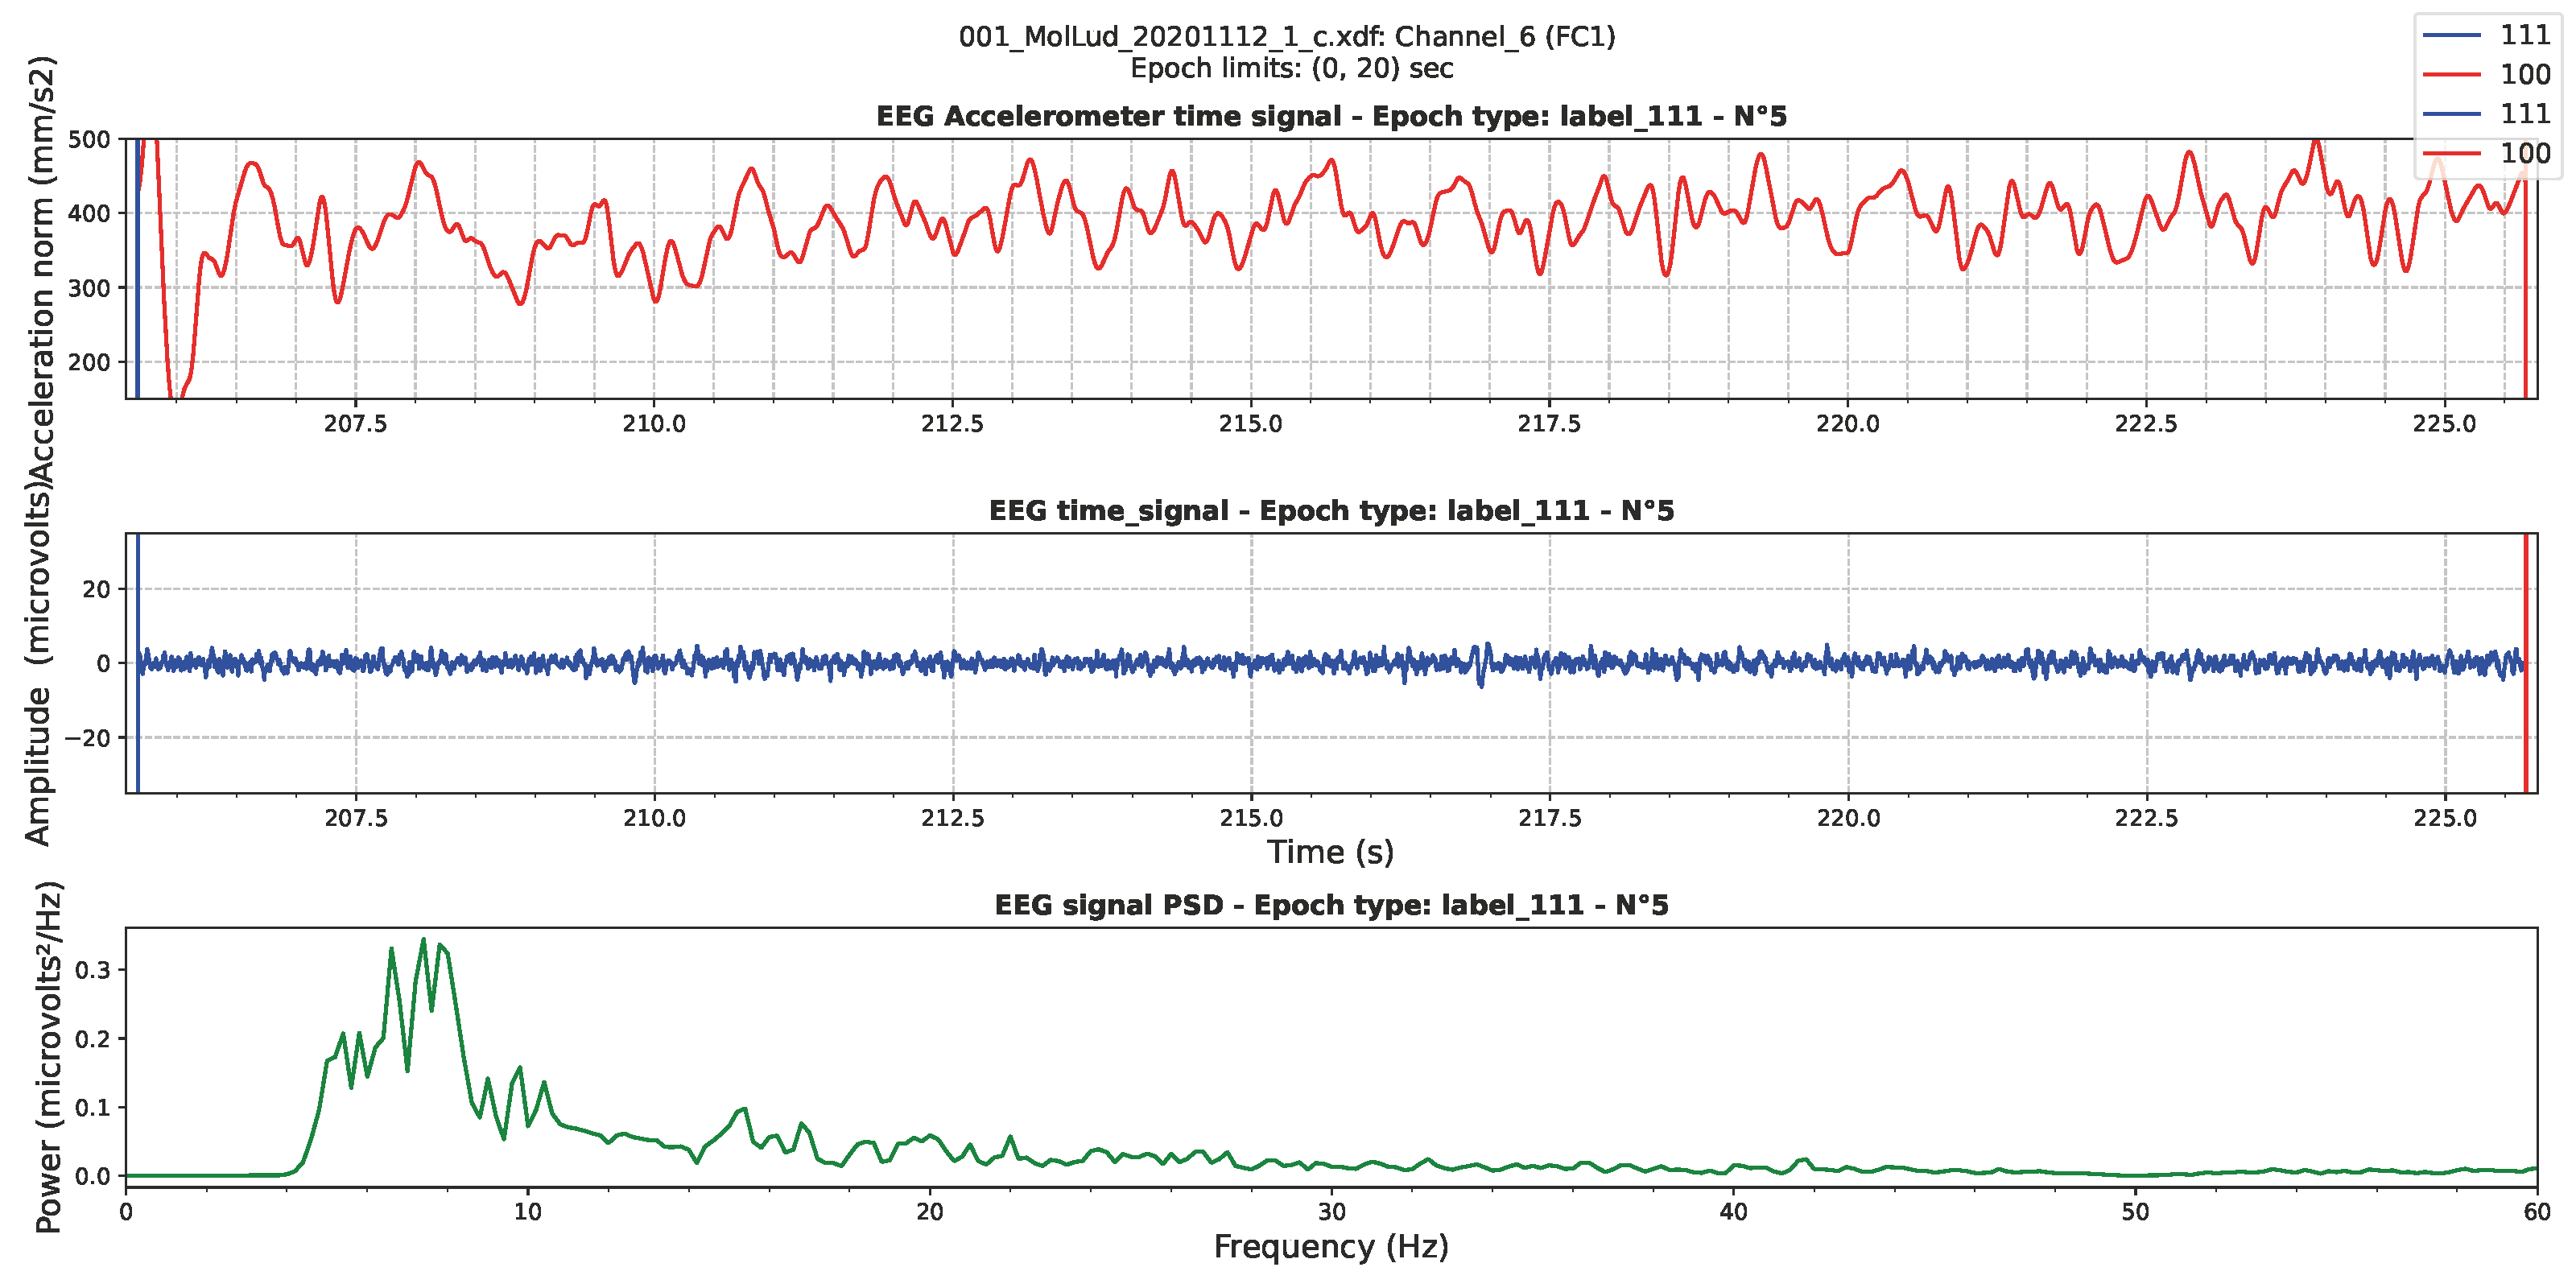 001_MolLud_20201112_1_c.xdf: Channel_6 (FC1)
Epoch limits: (0, 20) sec
111
100
111
100
EEG Accelerometer time signal - Epoch type: label_111 - N°5
Acceleration norm (mm/s2)
500
400
300
200
207.5 210.0 212.5 215.0 217.5 220.0 222.5 225.0
EEG time_signal - Epoch type: label_111 - N°5
Amplitude (microvolts)
20
0
−20
207.5 210.0 212.5 215.0 217.5 220.0 222.5 225.0
Time (s)
EEG signal PSD - Epoch type: label_111 - N°5
Power (microvolts²/Hz)
0.3
0.2
0.1
0.0
0 10 20 30 40 50 60
Frequency (Hz)